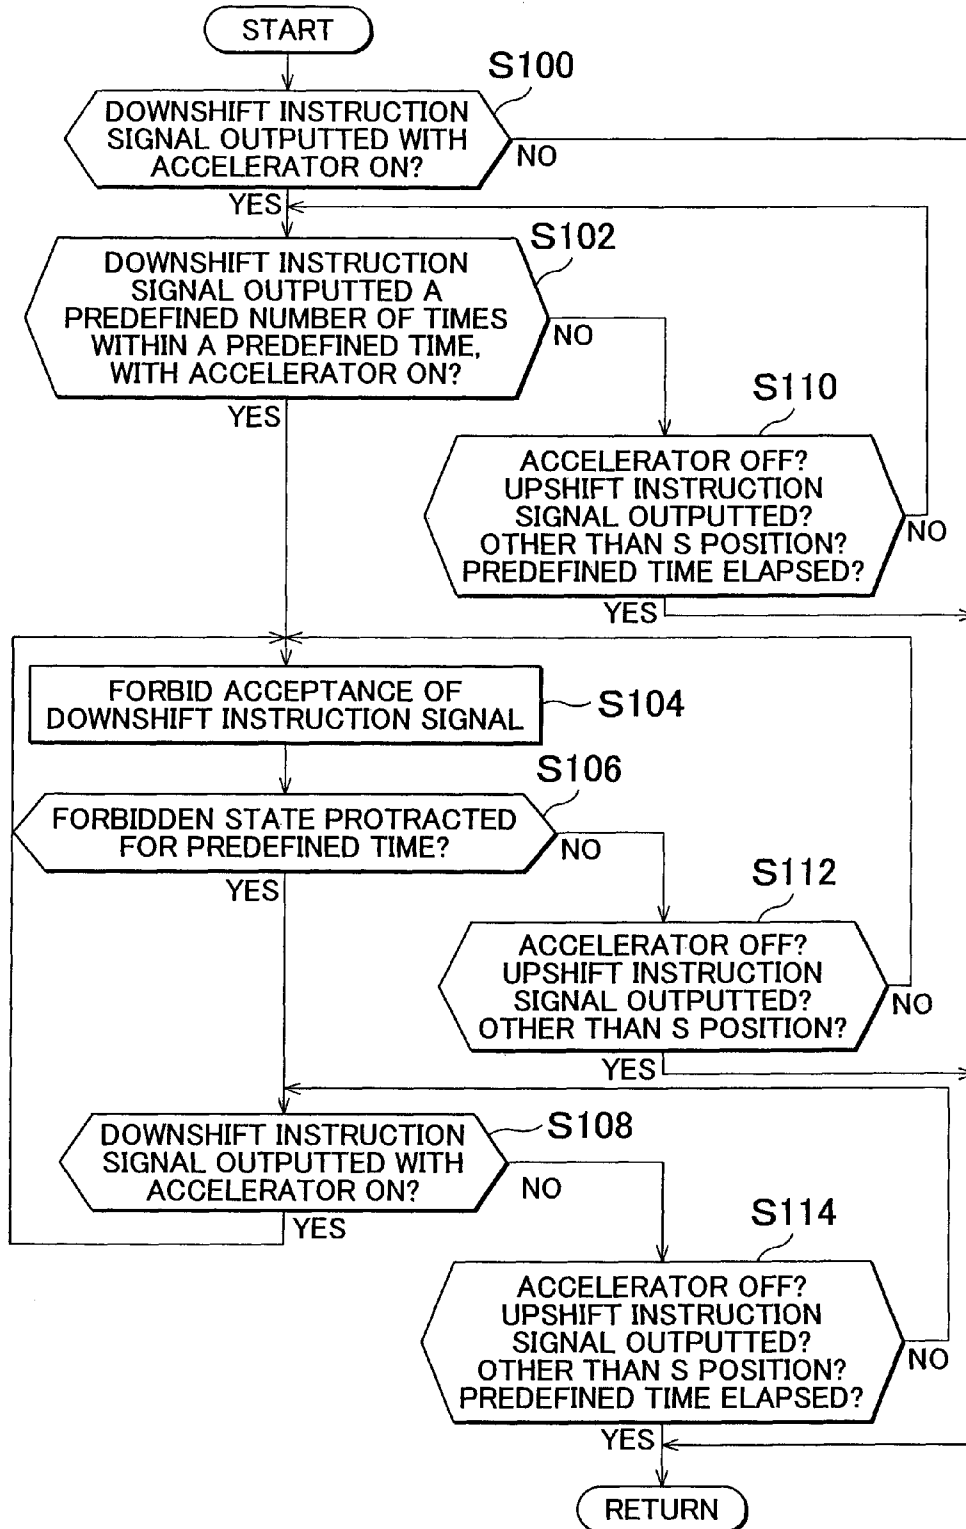 START
S100
DOWNSHIFT INSTRUCTION
SIGNAL OUTPUTTED WITH
ACCELERATOR ON?
NO
YES
S102
DOWNSHIFT INSTRUCTION
SIGNAL OUTPUTTED A
PREDEFINED NUMBER OF TIMES
WITHIN A PREDEFINED TIME,
WITH ACCELERATOR ON?
NO
YES
S110
ACCELERATOR OFF?
UPSHIFT INSTRUCTION
SIGNAL OUTPUTTED?
OTHER THAN S POSITION?
PREDEFINED TIME ELAPSED?
NO
YES
FORBID ACCEPTANCE OF
DOWNSHIFT INSTRUCTION SIGNAL
S104
S106
FORBIDDEN STATE PROTRACTED
FOR PREDEFINED TIME?
NO
YES
S112
ACCELERATOR OFF?
UPSHIFT INSTRUCTION
SIGNAL OUTPUTTED?
OTHER THAN S POSITION?
NO
YES
S108
DOWNSHIFT INSTRUCTION
SIGNAL OUTPUTTED WITH
ACCELERATOR ON?
NO
YES
S114
ACCELERATOR OFF?
UPSHIFT INSTRUCTION
SIGNAL OUTPUTTED?
OTHER THAN S POSITION?
PREDEFINED TIME ELAPSED?
NO
YES
RETURN